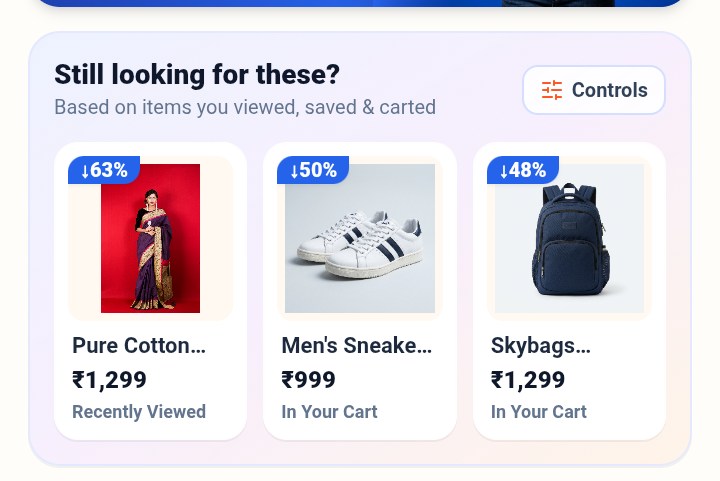 Still looking for these?
Based on items you viewed, saved & carted
Controls
↓63%
Pure Cotton...
₹1,299
Recently Viewed
↓50%
Men's Sneake...
₹999
In Your Cart
↓48%
Skybags...
₹1,299
In Your Cart